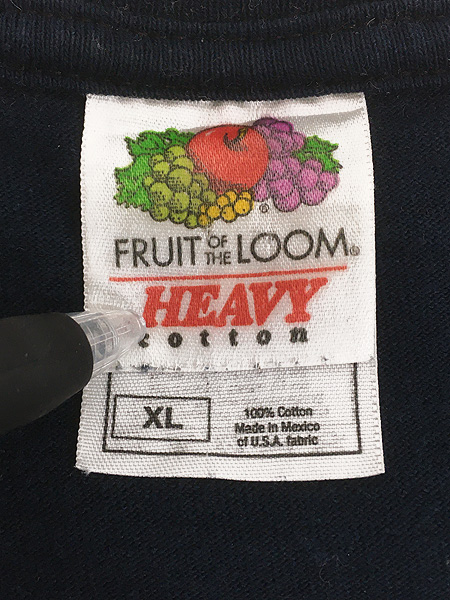 ®
FRUIT OF THE LOOM®
HEAVY
cotton
XL
100% Cotton
Made in Mexico
of U.S.A. fabric